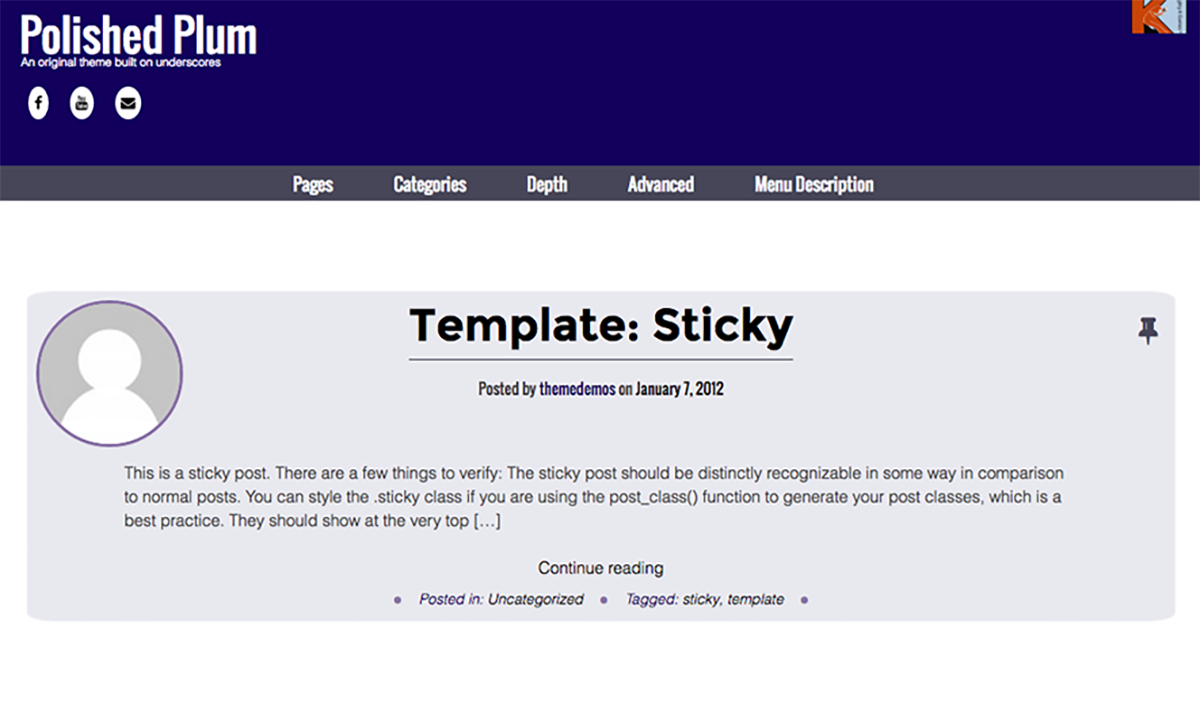 Polished Plum
An original theme built on underscores
Pages Categories Depth Advanced Menu Description
Template: Sticky
Posted by themedemos on January 7, 2012
This is a sticky post. There are a few things to verify: The sticky post should be distinctly recognizable in some way in comparison
to normal posts. You can style the .sticky class if you are using the post_class() function to generate your post classes, which is a
best practice. They should show at the very top […]
Continue reading
Posted in: Uncategorized Tagged: sticky, template